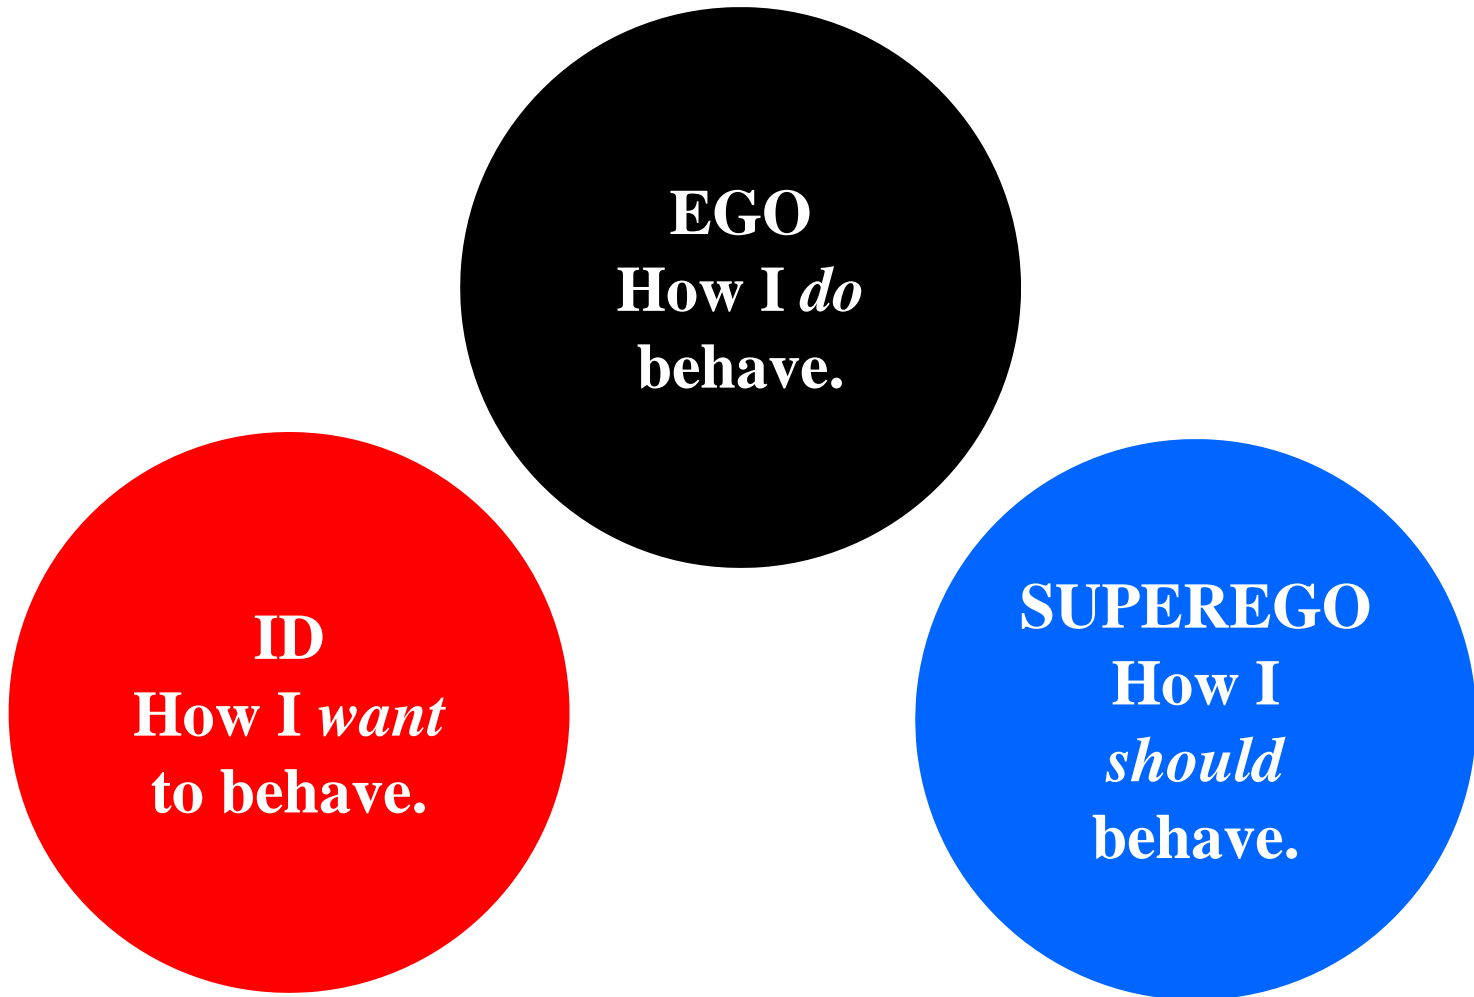 EGO
How I do
behave.
ID
How I want
to behave.
SUPEREGO
How I
should
behave.